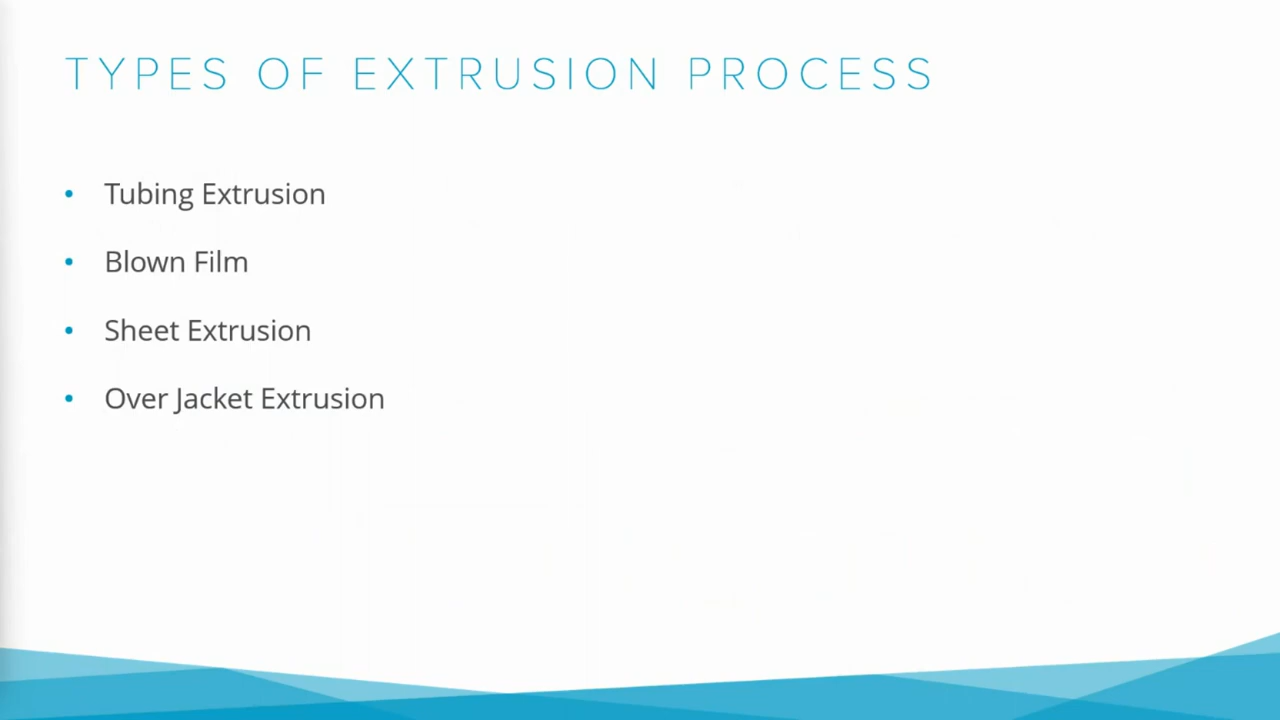 TYPES OF EXTRUSION PROCESS
• Tubing Extrusion
• Blown Film
• Sheet Extrusion
• Over Jacket Extrusion